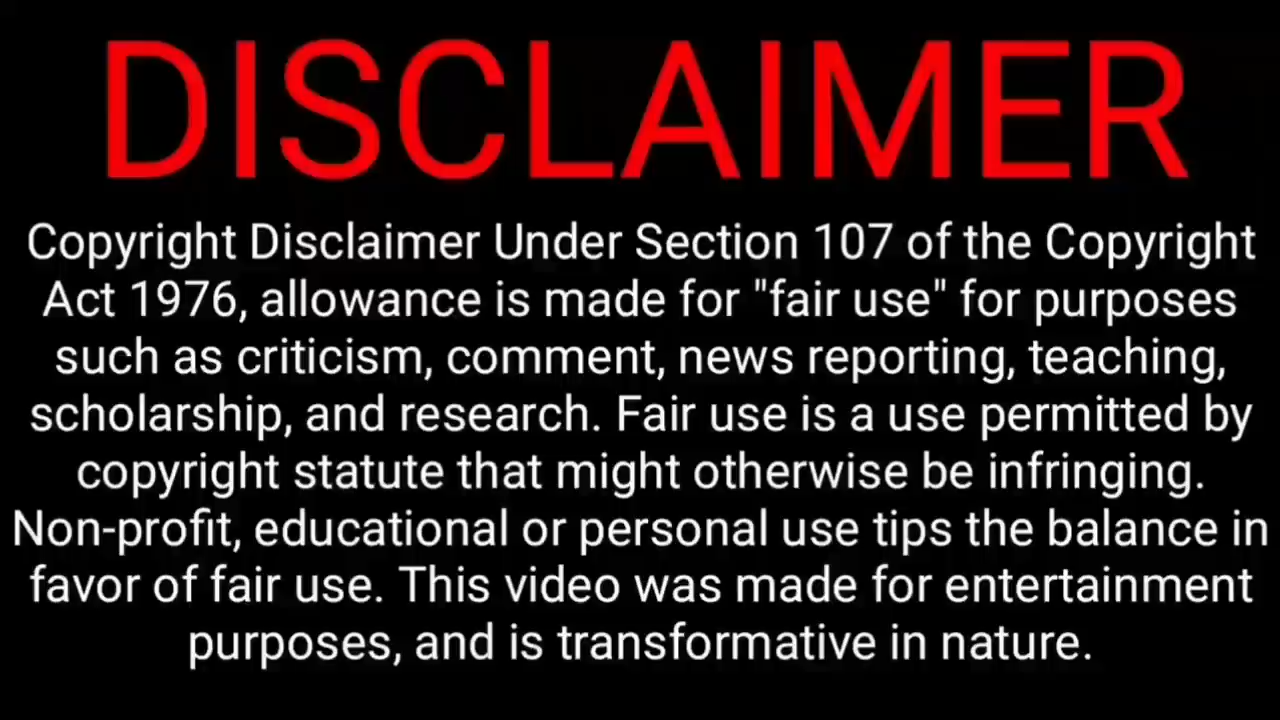 DISCLAIMER
Copyright Disclaimer Under Section 107 of the Copyright
Act 1976, allowance is made for "fair use" for purposes
such as criticism, comment, news reporting, teaching,
scholarship, and research. Fair use is a use permitted by
copyright statute that might otherwise be infringing.
Non-profit, educational or personal use tips the balance in
favor of fair use. This video was made for entertainment
purposes, and is transformative in nature.